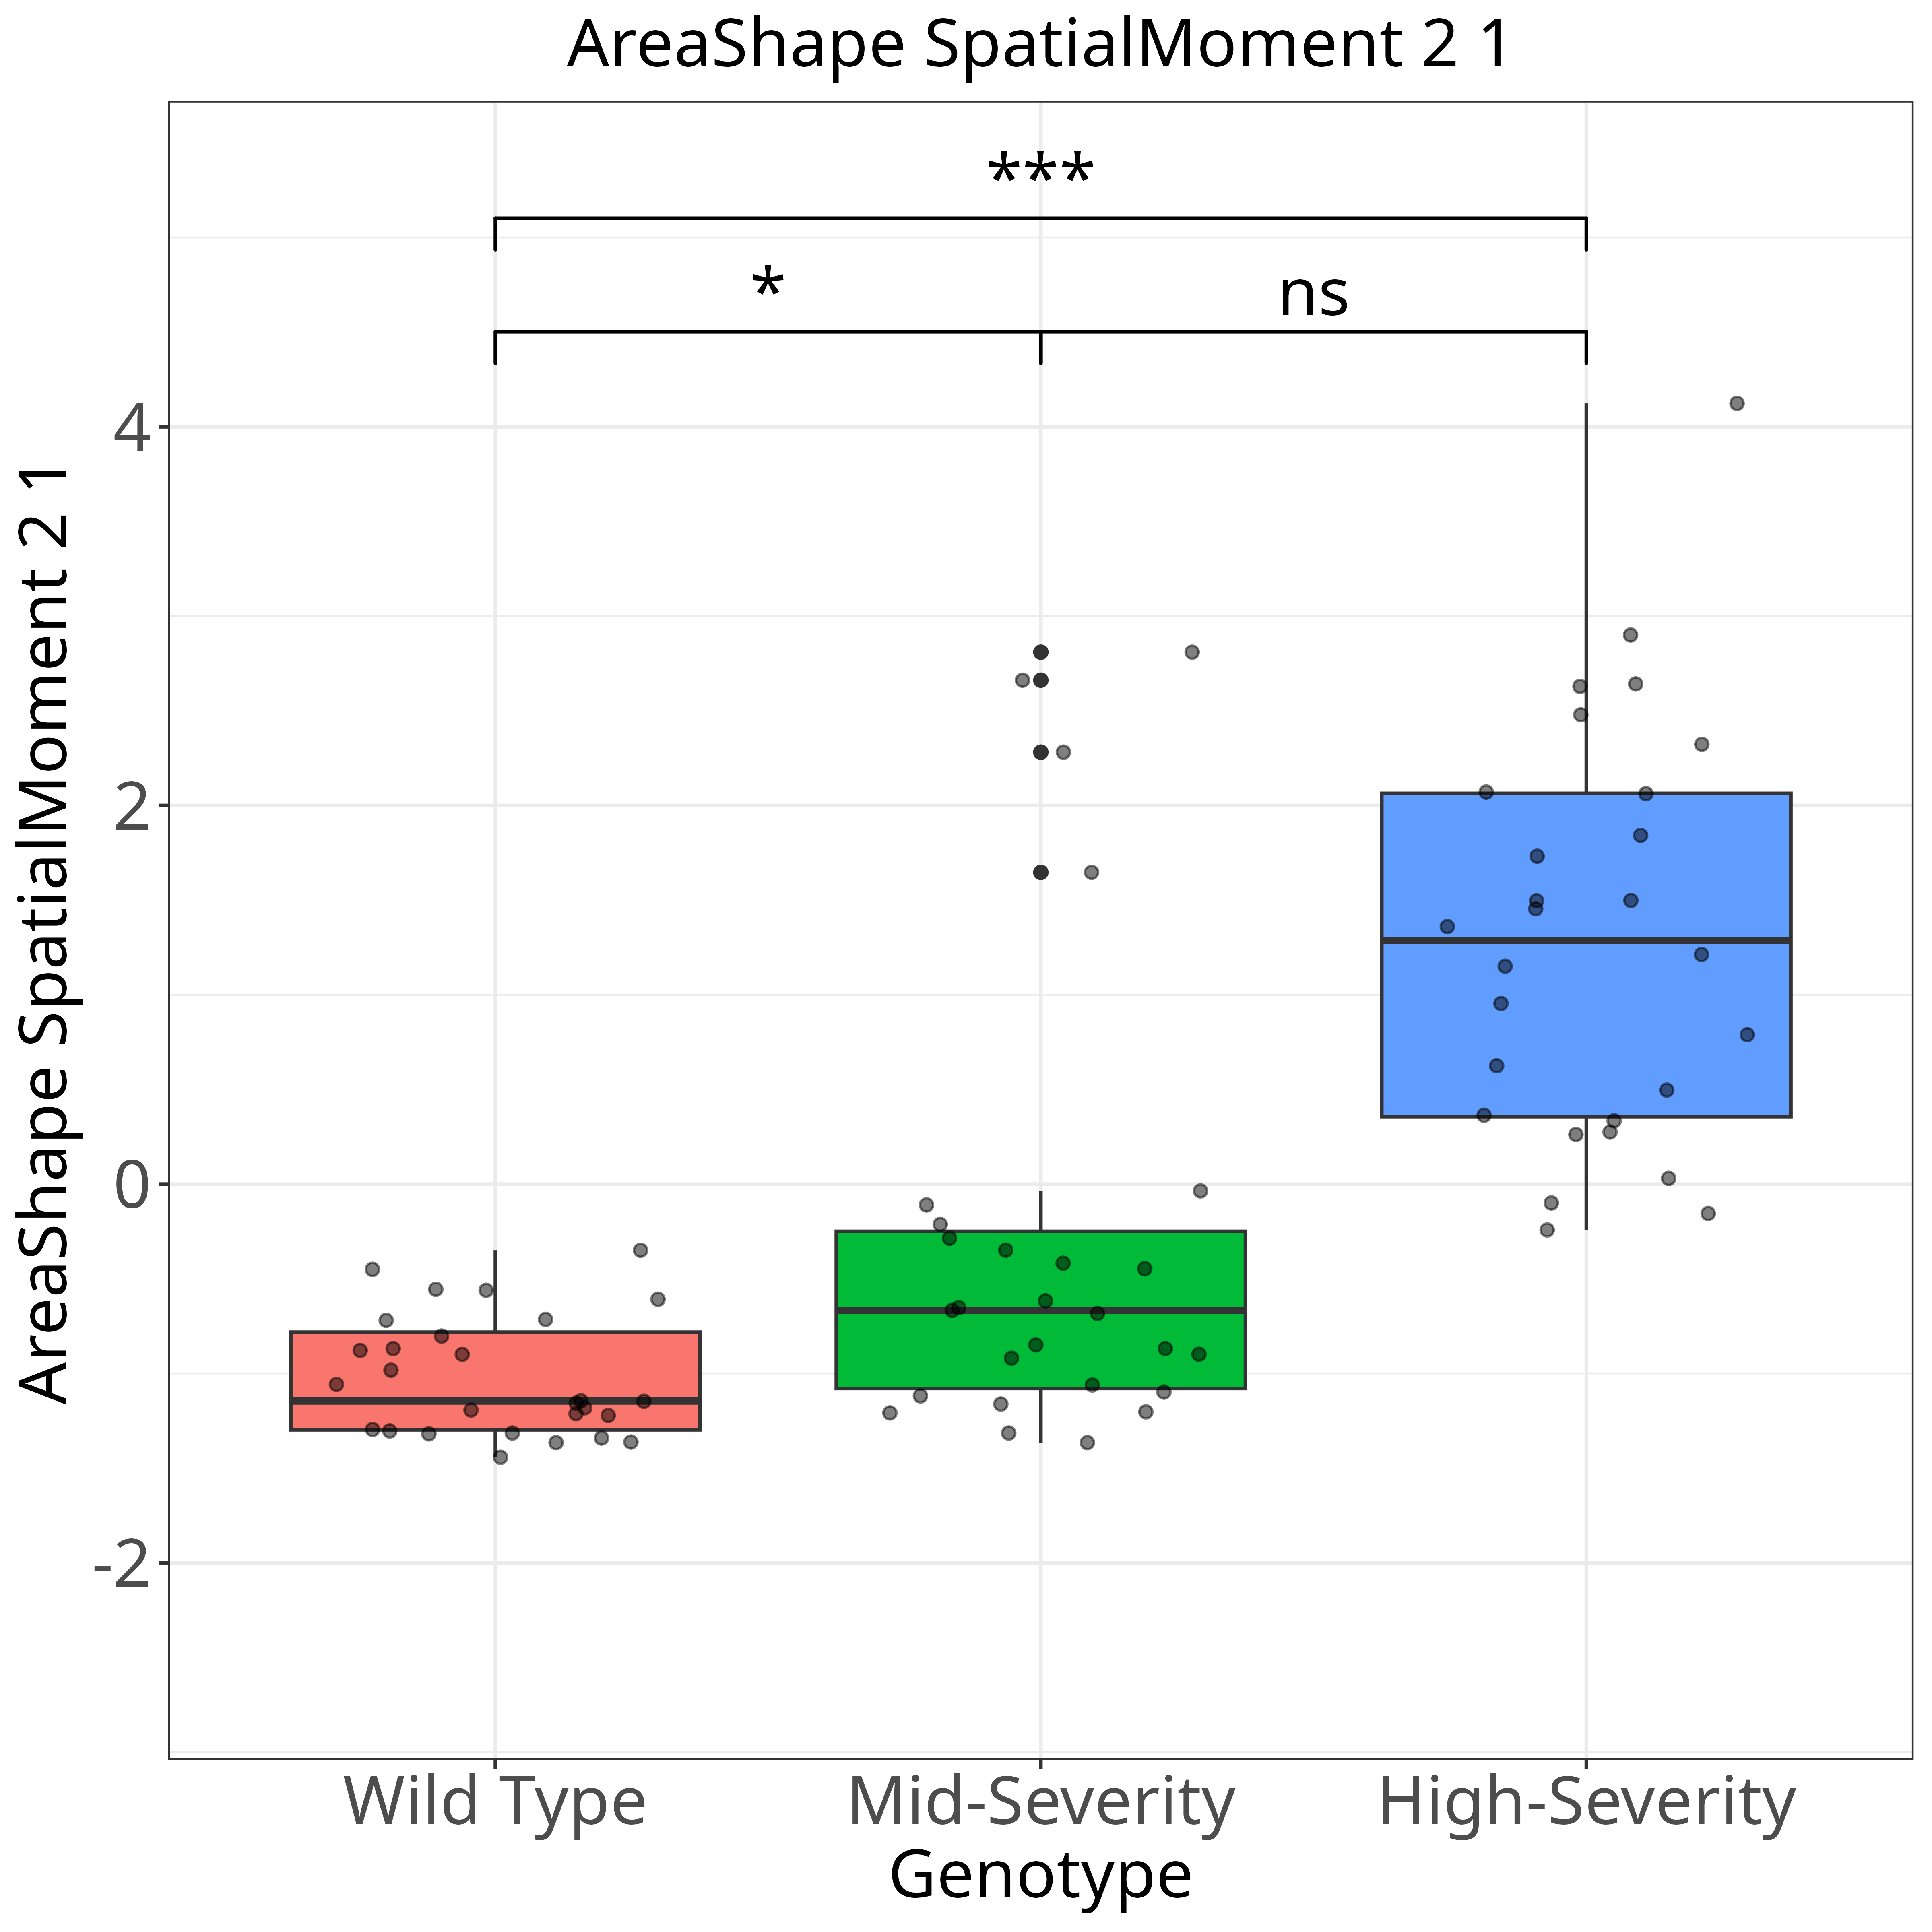 AreaShape SpatialMoment 2 1
***
*
ns
AreaShape SpatialMoment 2 1
4
2
0
-2
Wild Type
Mid-Severity
High-Severity
Genotype